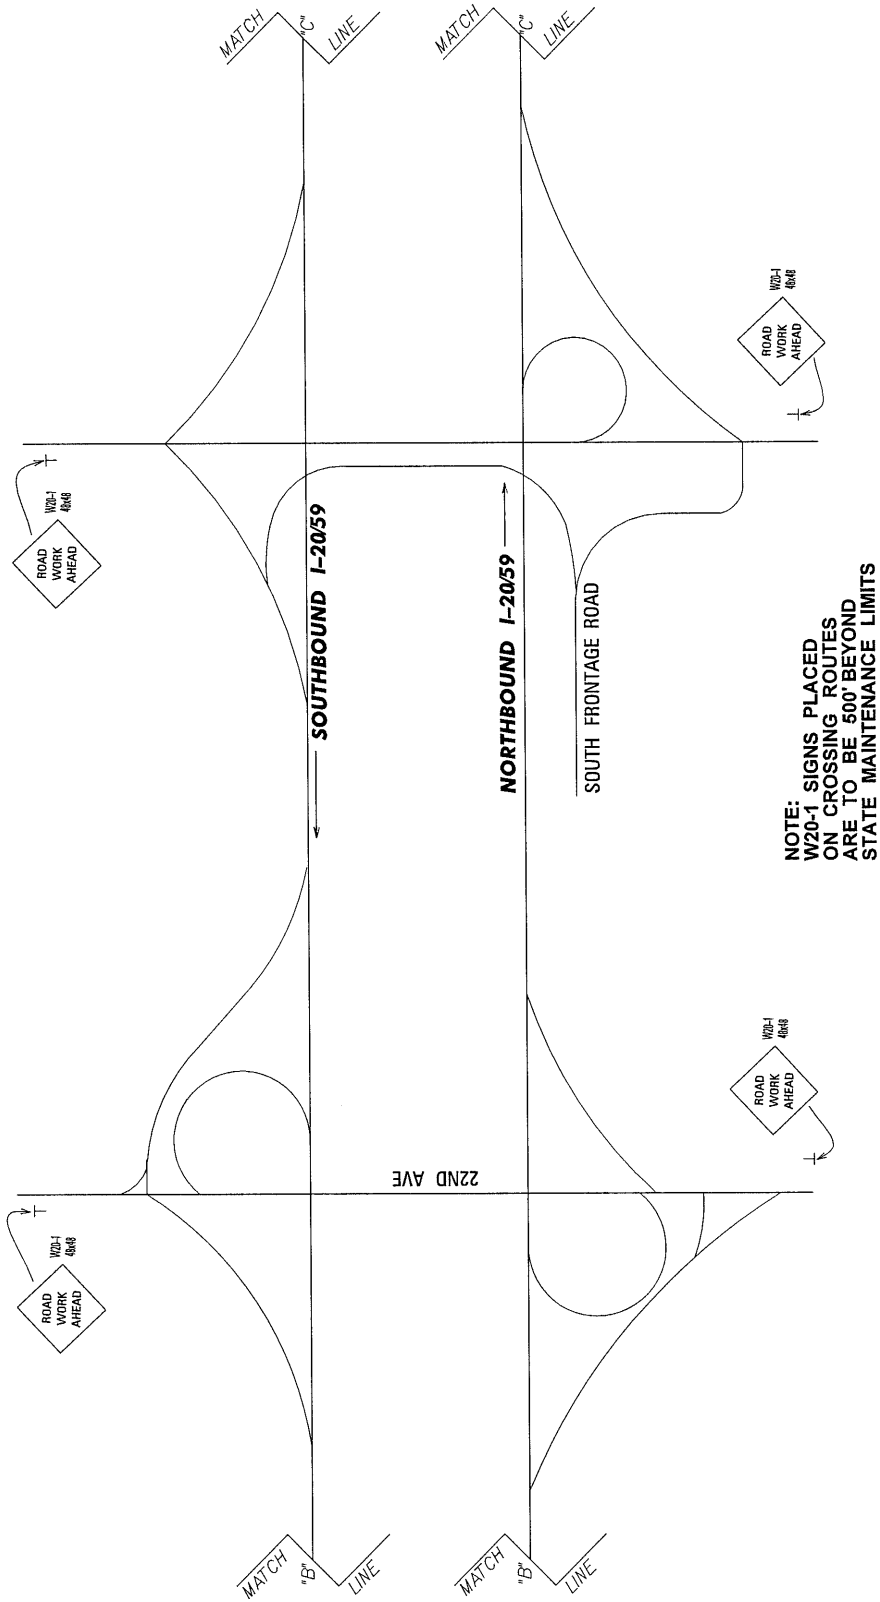 MATCH
"C"
LINE
MATCH
"C"
LINE
W20-1
48x48
ROAD
WORK
AHEAD
W20-1
48x48
ROAD
WORK
AHEAD
SOUTHBOUND I-20/59
NORTHBOUND I-20/59
SOUTH FRONTAGE ROAD
NOTE:
W20-1 SIGNS PLACED
ON CROSSING ROUTES
ARE TO BE 500' BEYOND
STATE MAINTENANCE LIMITS
22ND AVE
W20-1
48x48
ROAD
WORK
AHEAD
W20-1
48x48
ROAD
WORK
AHEAD
MATCH
"B"
LINE
MATCH
"B"
LINE